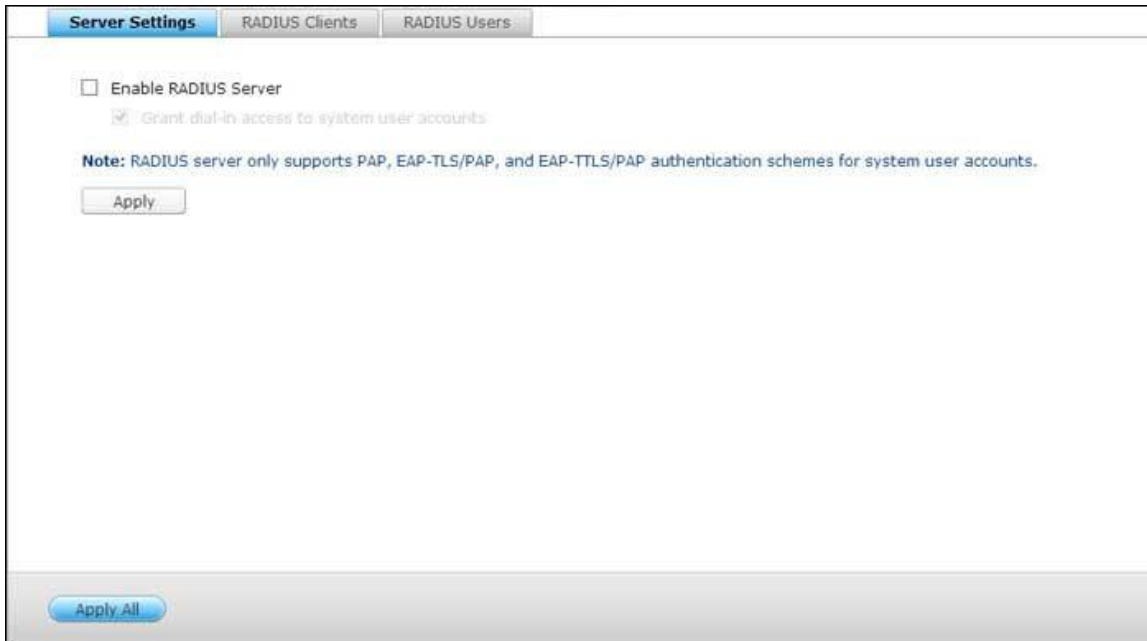 Server Settings RADIUS Clients RADIUS Users
Enable RADIUS Server
Grant dial-in access to system user accounts
Note: RADIUS server only supports PAP, EAP-TLS/PAP, and EAP-TTLS/PAP authentication schemes for system user accounts.
Apply
Apply All